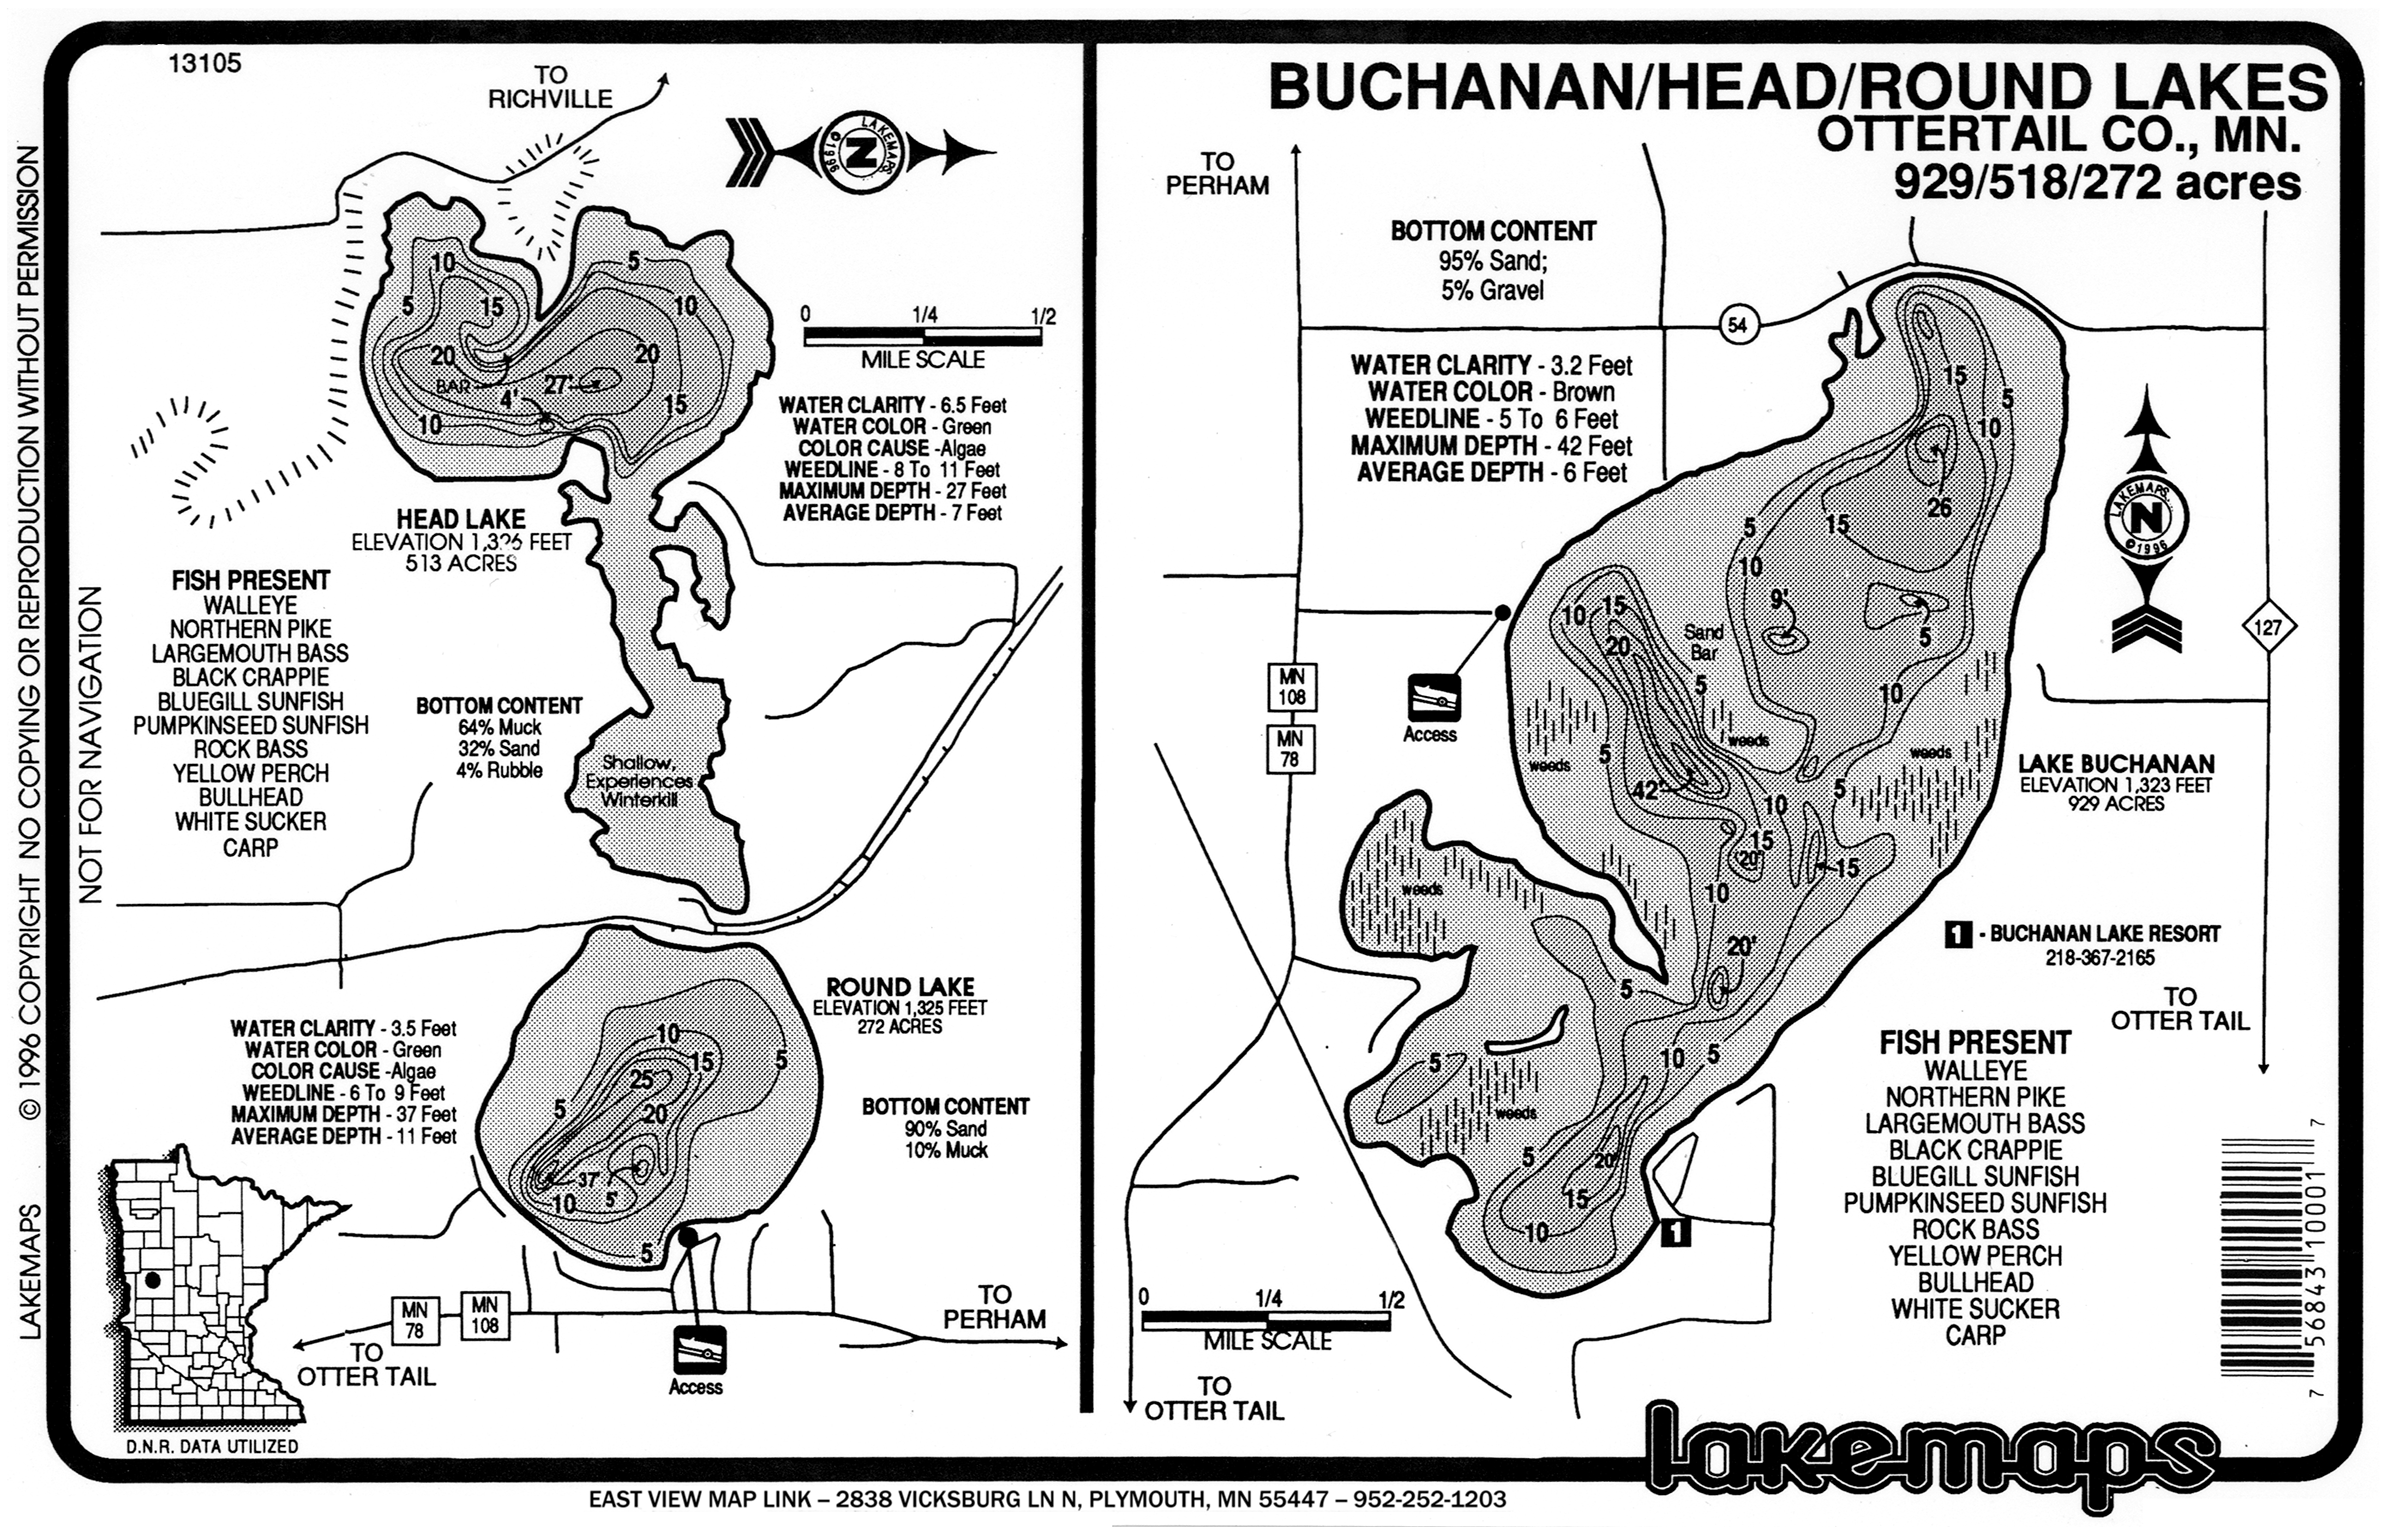 13105
TO
RICHVILLE
LAKEMAPS
N
©1996
0 1/4 1/2
MILE SCALE
WATER CLARITY - 6.5 Feet
WATER COLOR - Green
COLOR CAUSE -Algae
WEEDLINE - 8 To 11 Feet
MAXIMUM DEPTH - 27 Feet
AVERAGE DEPTH - 7 Feet
10
5
5
15
10
20
20
BAR
27'
4'
15
10
HEAD LAKE
ELEVATION 1,326 FEET
513 ACRES
FISH PRESENT
WALLEYE
NORTHERN PIKE
LARGEMOUTH BASS
BLACK CRAPPIE
BLUEGILL SUNFISH
PUMPKINSEED SUNFISH
ROCK BASS
YELLOW PERCH
BULLHEAD
WHITE SUCKER
CARP
BOTTOM CONTENT
64% Muck
32% Sand
4% Rubble
Shallow,
Experiences
Winterkill
NOT FOR NAVIGATION
LAKEMAPS © 1996 COPYRIGHT NO COPYING OR REPRODUCTION WITHOUT PERMISSION
ROUND LAKE
ELEVATION 1,325 FEET
272 ACRES
WATER CLARITY - 3.5 Feet
WATER COLOR - Green
COLOR CAUSE -Algae
WEEDLINE - 6 To 9 Feet
MAXIMUM DEPTH - 37 Feet
AVERAGE DEPTH - 11 Feet
10
15
5
25
5
20
37'
5'
10
5
BOTTOM CONTENT
90% Sand
10% Muck
MN
78
MN
108
TO
OTTER TAIL
TO
PERHAM
Access
D.N.R. DATA UTILIZED
BUCHANAN/HEAD/ROUND LAKES
OTTERTAIL CO., MN.
929/518/272 acres
TO
PERHAM
BOTTOM CONTENT
95% Sand;
5% Gravel
54
WATER CLARITY - 3.2 Feet
WATER COLOR - Brown
WEEDLINE - 5 To 6 Feet
MAXIMUM DEPTH - 42 Feet
AVERAGE DEPTH - 6 Feet
15
5
10
26
5
15
10
LAKEMAPS
N
©1996
9'
5
10
15
20
Sand
Bar
5
10
127
MN
108
MN
78
Access
weeds
weeds
weeds
5
42'
5
10
15
20'
15
10
weeds
20'
5
5
10
5
weeds
5
20'
15
10
LAKE BUCHANAN
ELEVATION 1,323 FEET
929 ACRES
1 - BUCHANAN LAKE RESORT
218-367-2165
TO
OTTER TAIL
1
FISH PRESENT
WALLEYE
NORTHERN PIKE
LARGEMOUTH BASS
BLACK CRAPPIE
BLUEGILL SUNFISH
PUMPKINSEED SUNFISH
ROCK BASS
YELLOW PERCH
BULLHEAD
WHITE SUCKER
CARP
0 1/4 1/2
MILE SCALE
TO
OTTER TAIL
7 56843 10001 7
lakemaps
EAST VIEW MAP LINK – 2838 VICKSBURG LN N, PLYMOUTH, MN 55447 – 952-252-1203